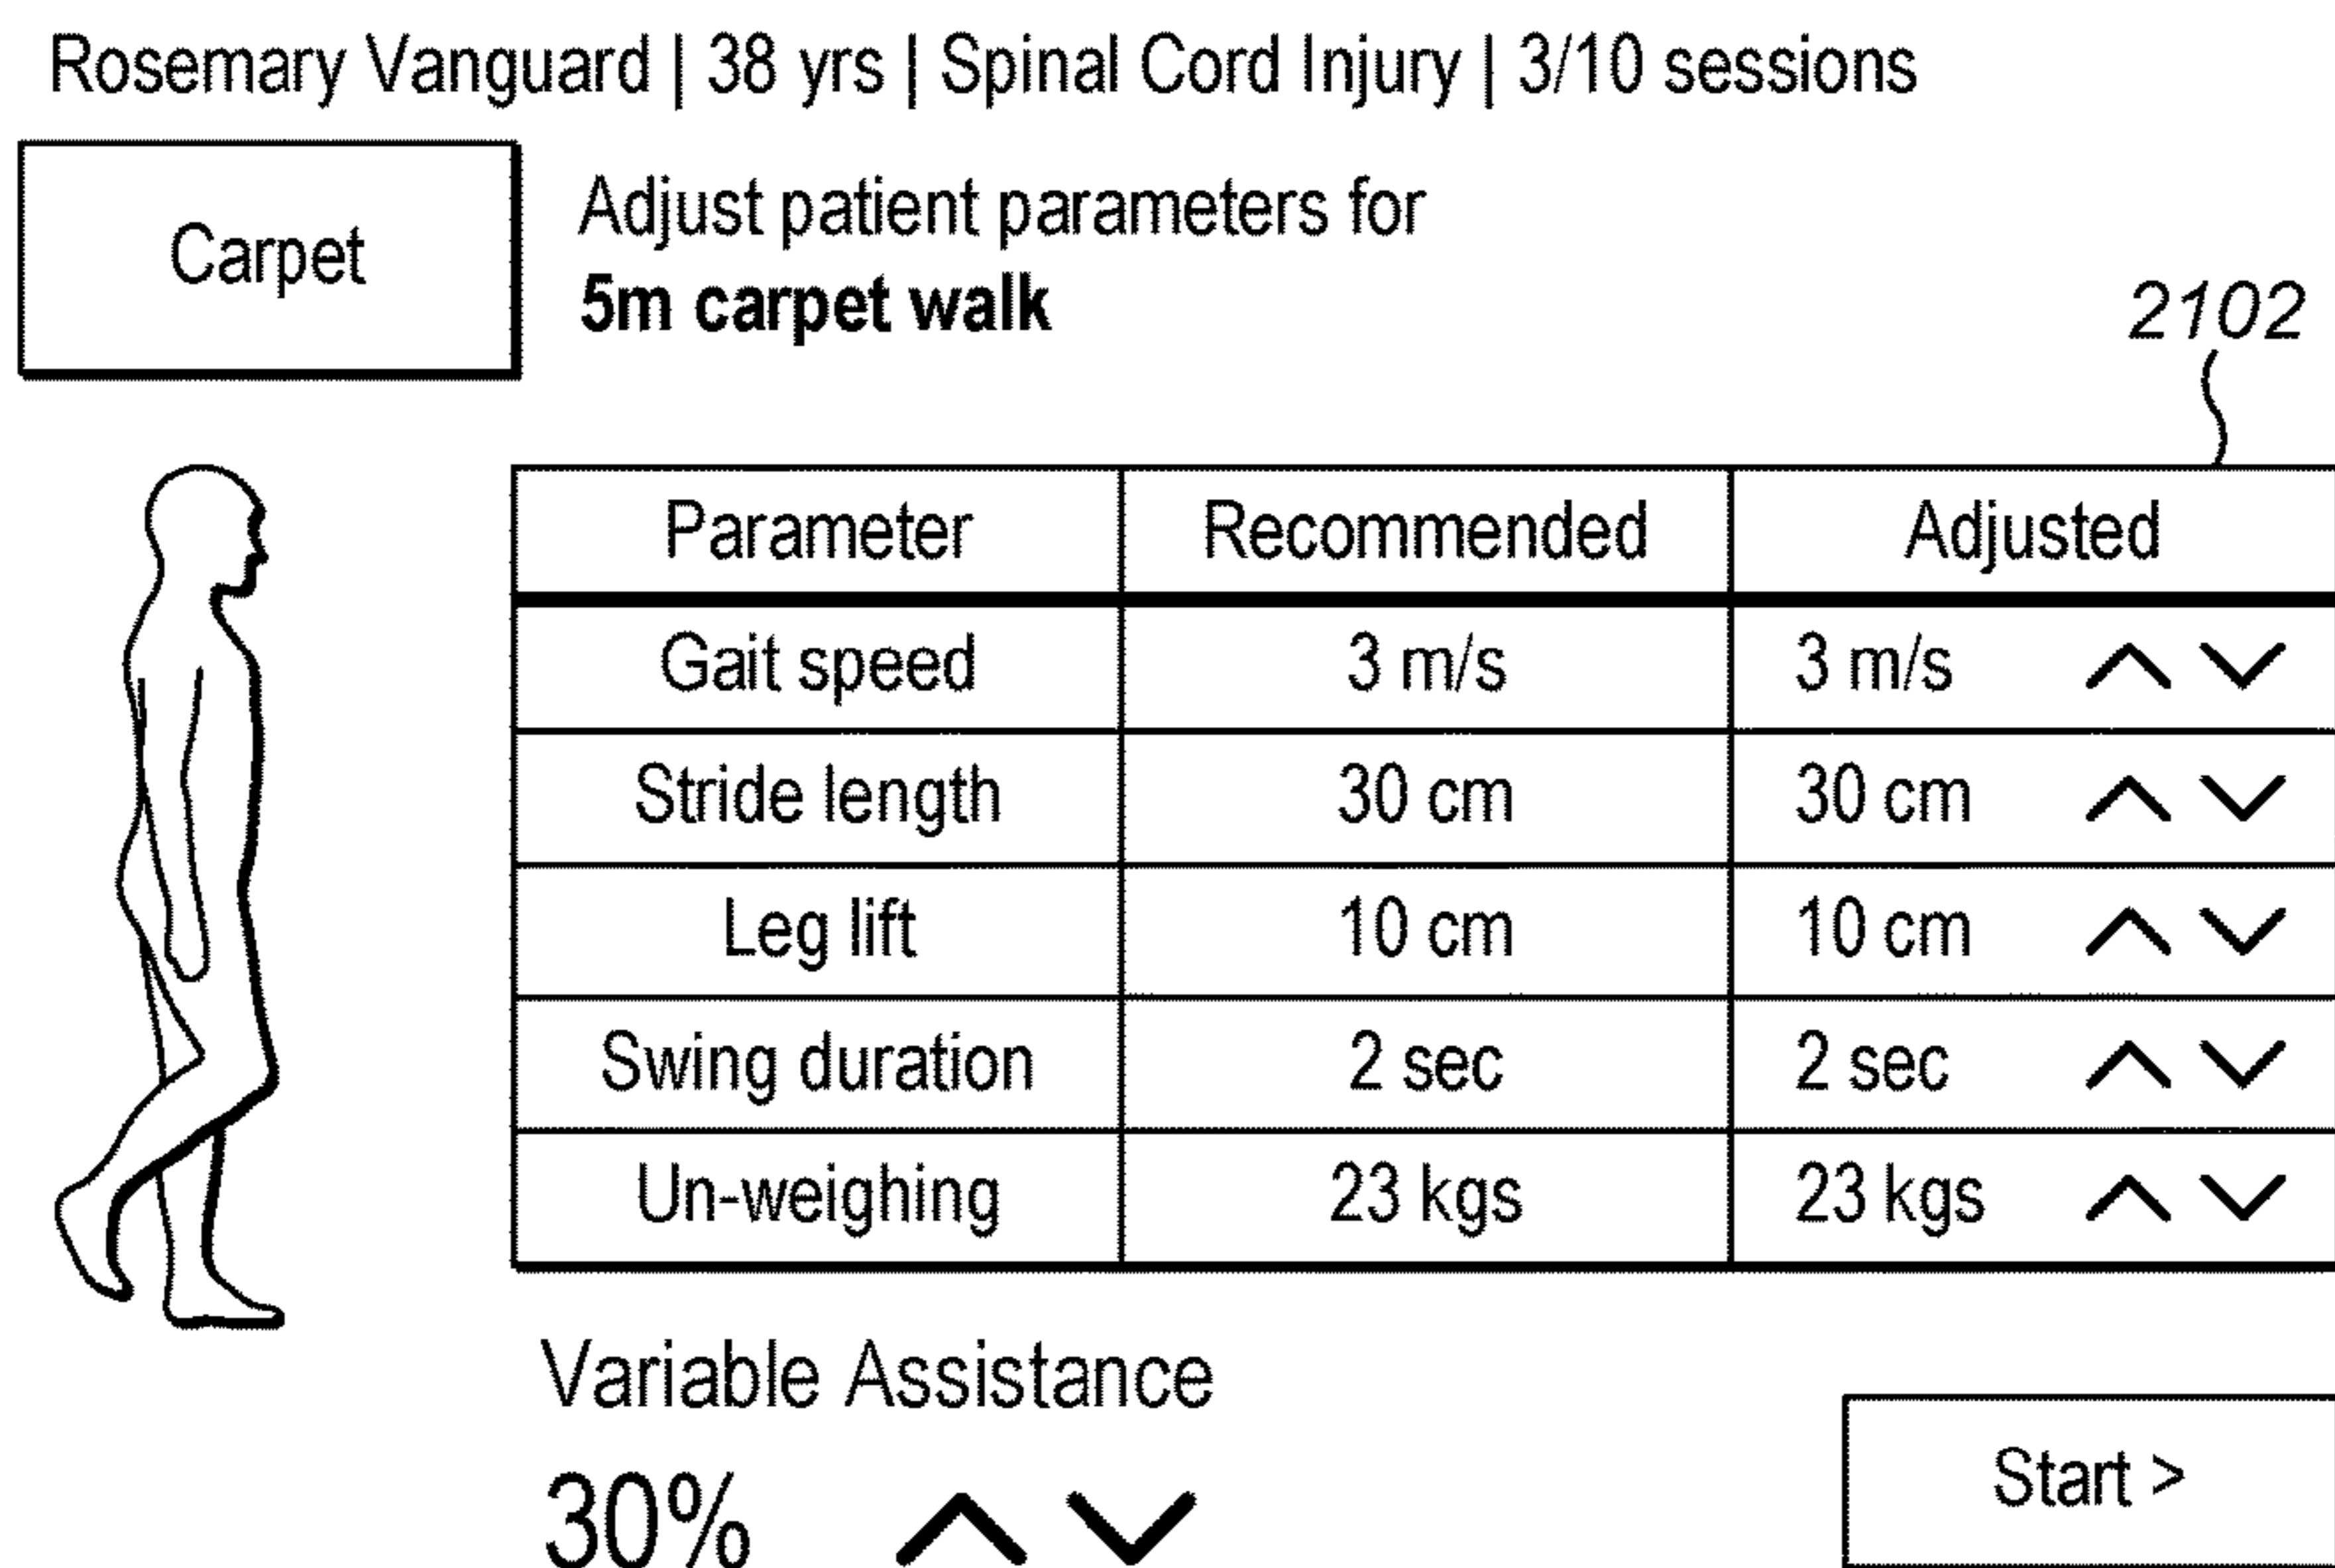 Rosemary Vanguard | 38 yrs | Spinal Cord Injury | 3/10 sessions
Carpet
Adjust patient parameters for
5m carpet walk
2102
Parameter Recommended Adjusted
Gait speed 3 m/s 3 m/s
Stride length 30 cm 30 cm
Leg lift 10 cm 10 cm
Swing duration 2 sec 2 sec
Un-weighing 23 kgs 23 kgs
Variable Assistance
30%
Start >